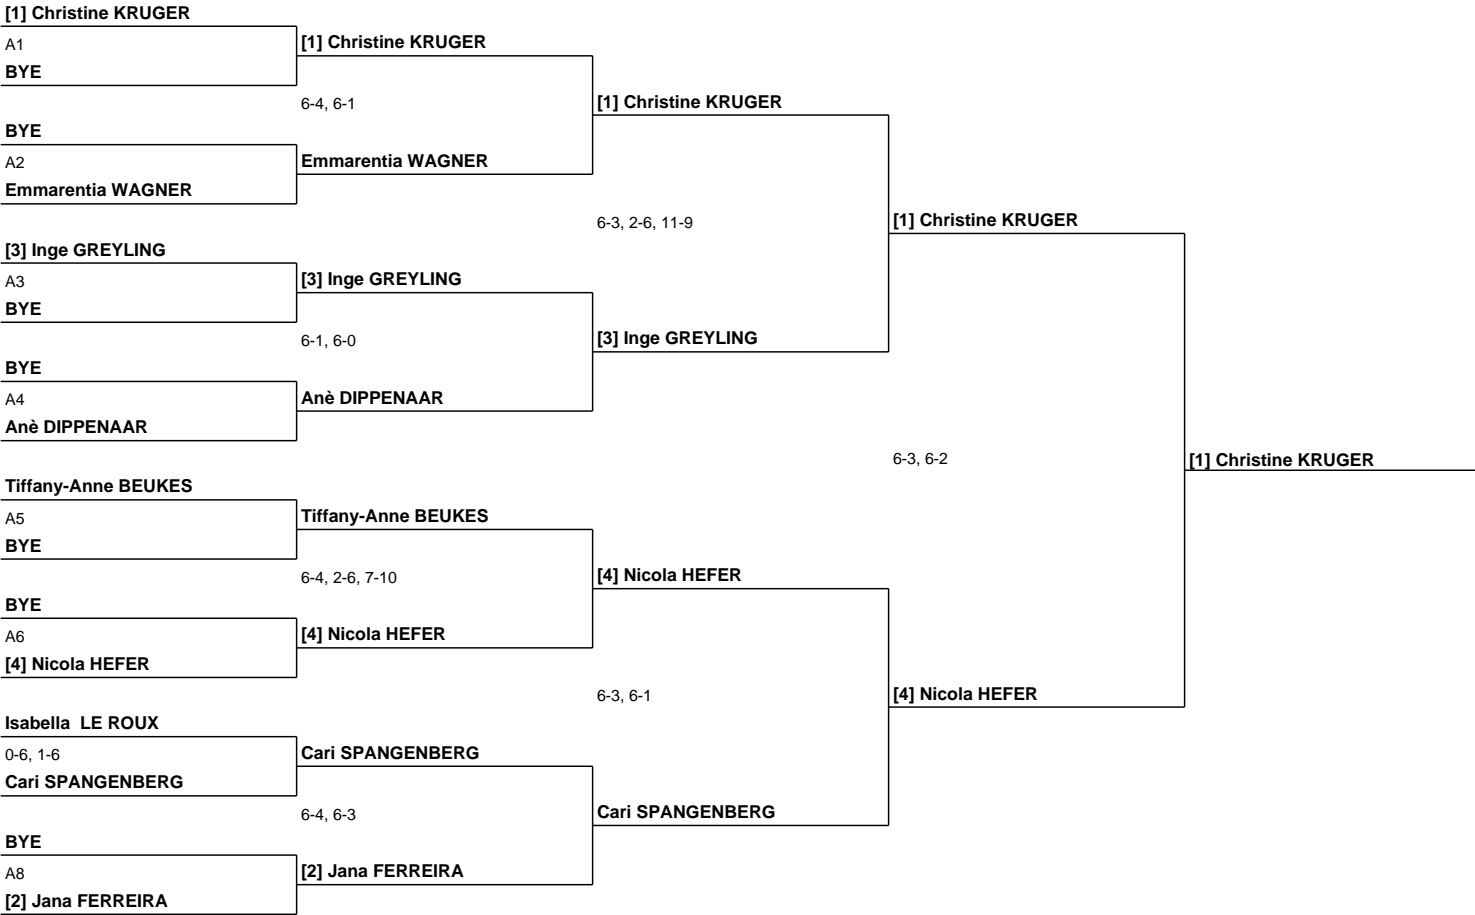 [1] Christine KRUGER
A1
BYE
BYE
A2
Emmarentia WAGNER
[3] Inge GREYLING
A3
BYE
BYE
A4
Anè DIPPENAAR
Tiffany-Anne BEUKES
A5
BYE
BYE
A6
[4] Nicola HEFER
Isabella  LE ROUX
0-6, 1-6
Cari SPANGENBERG
BYE
A8
[2] Jana FERREIRA
[1] Christine KRUGER
6-4, 6-1
Emmarentia WAGNER
[3] Inge GREYLING
6-1, 6-0
Anè DIPPENAAR
Tiffany-Anne BEUKES
6-4, 2-6, 7-10
[4] Nicola HEFER
Cari SPANGENBERG
6-4, 6-3
[2] Jana FERREIRA
[1] Christine KRUGER
6-3, 2-6, 11-9
[3] Inge GREYLING
[4] Nicola HEFER
6-3, 6-1
Cari SPANGENBERG
[1] Christine KRUGER
6-3, 6-2
[4] Nicola HEFER
[1] Christine KRUGER